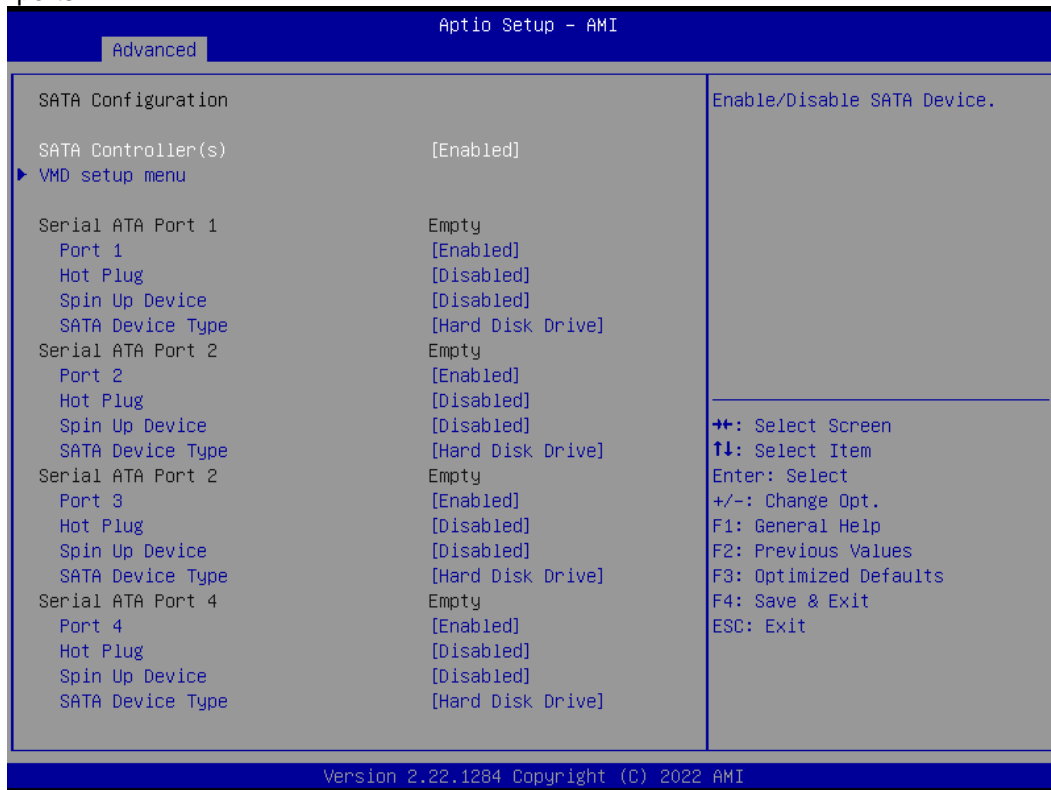 Aptio Setup – AMI
Advanced
SATA Configuration
SATA Controller(s) [Enabled]
VMD setup menu
Serial ATA Port 1 Empty
Port 1 [Enabled]
Hot Plug [Disabled]
Spin Up Device [Disabled]
SATA Device Type [Hard Disk Drive]
Serial ATA Port 2 Empty
Port 2 [Enabled]
Hot Plug [Disabled]
Spin Up Device [Disabled]
SATA Device Type [Hard Disk Drive]
Serial ATA Port 2 Empty
Port 3 [Enabled]
Hot Plug [Disabled]
Spin Up Device [Disabled]
SATA Device Type [Hard Disk Drive]
Serial ATA Port 4 Empty
Port 4 [Enabled]
Hot Plug [Disabled]
Spin Up Device [Disabled]
SATA Device Type [Hard Disk Drive]
Enable/Disable SATA Device.
→←: Select Screen
↑↓: Select Item
Enter: Select
+/-: Change Opt.
F1: General Help
F2: Previous Values
F3: Optimized Defaults
F4: Save & Exit
ESC: Exit
Version 2.22.1284 Copyright (C) 2022 AMI